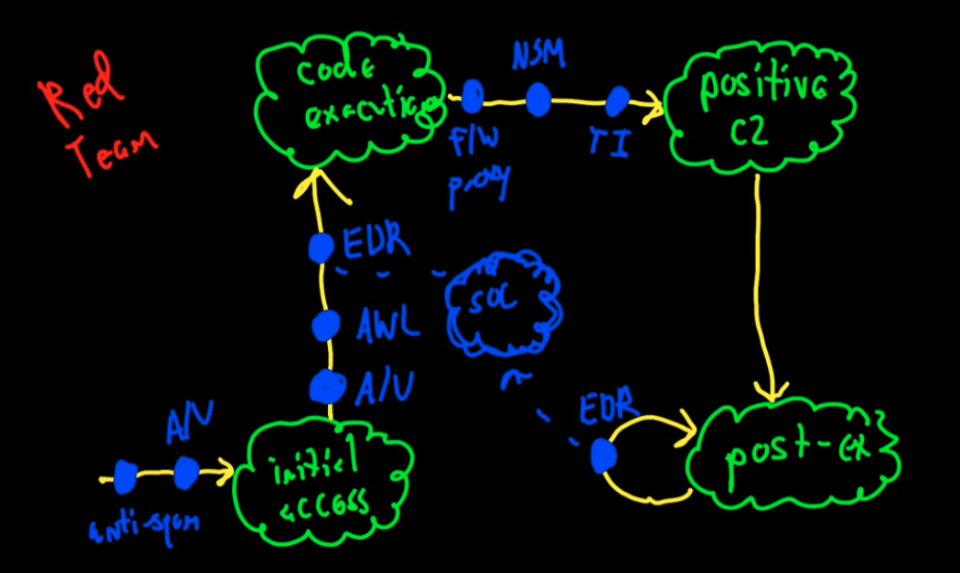 Red
Team
code
execution
NSM
F/W
proxy
TI
positive
C2
EDR
SOC
AWL
A/V
A/V
anti-spam
initial
access
EDR
post-ex